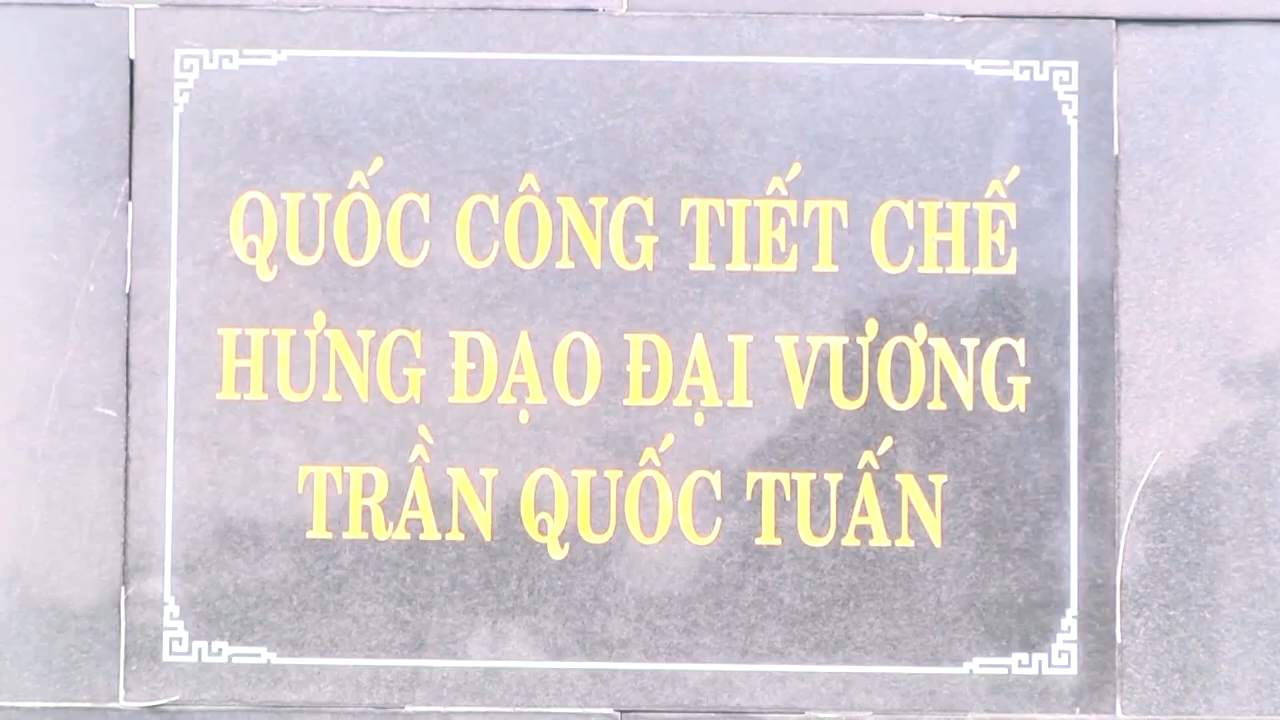 QUỐC CÔNG TIẾT CHẾ
HƯNG ĐẠO ĐẠI VƯƠNG
TRẦN QUỐC TUẤN